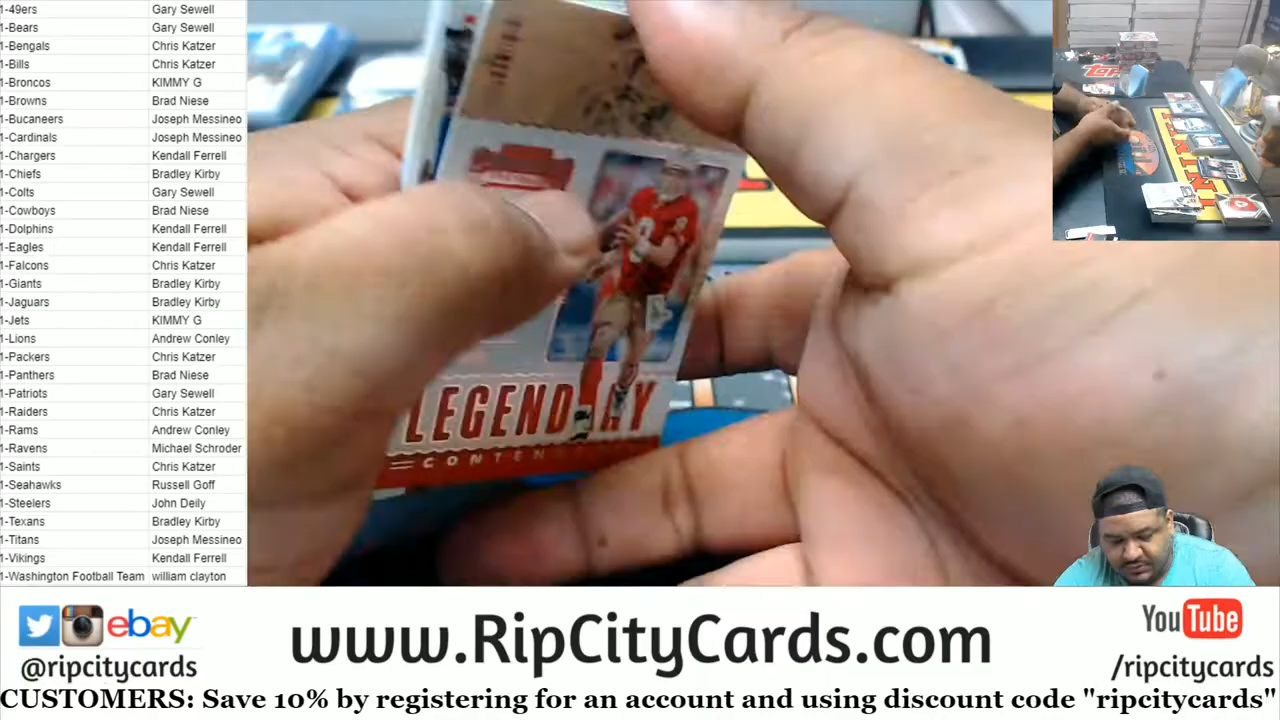 1-49ers Gary Sewell
1-Bears Gary Sewell
1-Bengals Chris Katzer
1-Bills Chris Katzer
1-Broncos KIMMY G
1-Browns Brad Niese
1-Bucaneers Joseph Messineo
1-Cardinals Joseph Messineo
1-Chargers Kendall Ferrell
1-Chiefs Bradley Kirby
1-Colts Gary Sewell
1-Cowboys Brad Niese
1-Dolphins Kendall Ferrell
1-Eagles Kendall Ferrell
1-Falcons Chris Katzer
1-Giants Bradley Kirby
1-Jaguars Bradley Kirby
1-Jets KIMMY G
1-Lions Andrew Conley
1-Packers Chris Katzer
1-Panthers Brad Niese
1-Patriots Gary Sewell
1-Raiders Chris Katzer
1-Rams Andrew Conley
1-Ravens Michael Schroder
1-Saints Chris Katzer
1-Seahawks Russell Goff
1-Steelers John Deily
1-Texans Bradley Kirby
1-Titans Joseph Messineo
1-Vikings Kendall Ferrell
1-Washington Football Team william clayton
LEGENDARY
PANINI
ebay
@ripcitycards
www.RipCityCards.com
YouTube
/ripcitycards
CUSTOMERS: Save 10% by registering for an account and using discount code "ripcitycards"